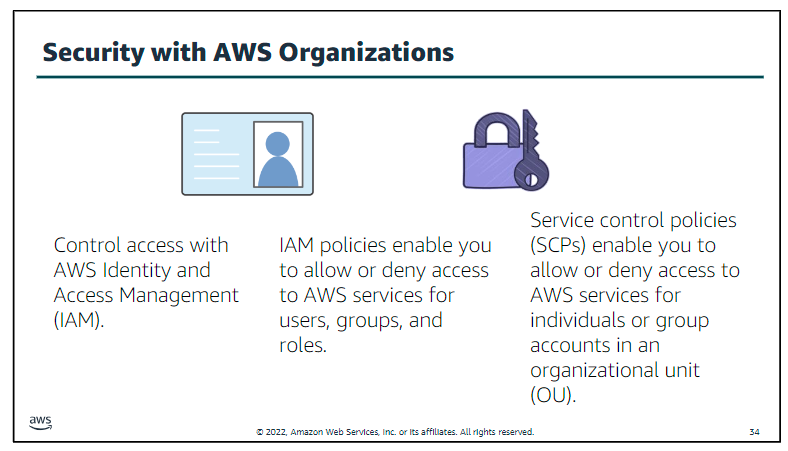 Security with AWS Organizations
Control access with
AWS Identity and
Access Management
(IAM).
IAM policies enable you
to allow or deny access
to AWS services for
users, groups, and
roles.
Service control policies
(SCPs) enable you to
allow or deny access to
AWS services for
individuals or group
accounts in an
organizational unit
(OU).
aws
© 2022, Amazon Web Services, Inc. or its affiliates. All rights reserved.
34